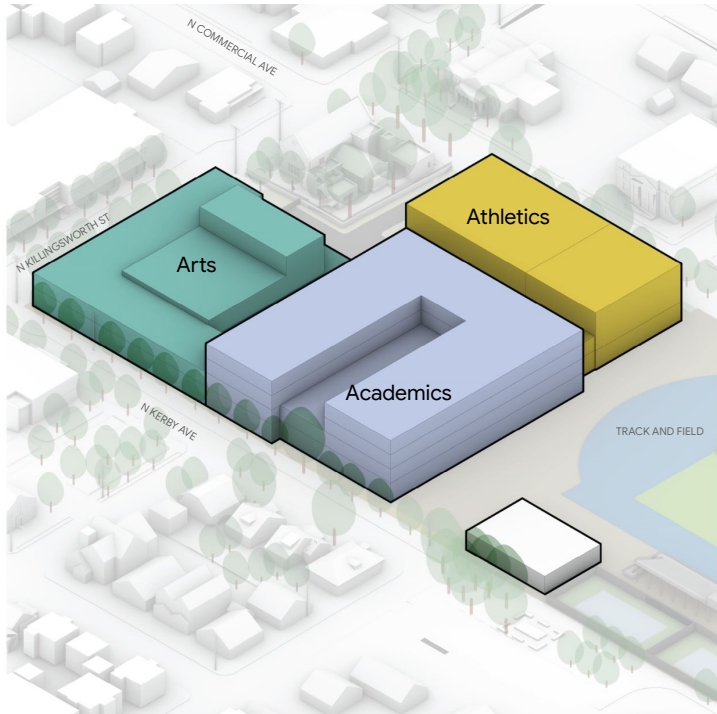 N COMMERCIAL AVE
Athletics
N KILLINGSWORTH ST
Arts
Academics
N KERBY AVE
TRACK AND FIELD